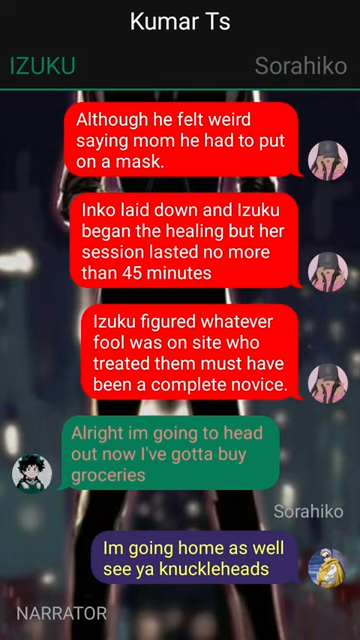 Kumar Ts
IZUKU
Sorahiko
Although he felt weird
saying mom he had to put
on a mask.
Inko laid down and Izuku
began the healing but her
session lasted no more
than 45 minutes
Izuku figured whatever
fool was on site who
treated them must have
been a complete novice.
Alright im going to head
out now I've gotta buy
groceries
Sorahiko
Im going home as well
see ya knuckleheads
NARRATOR